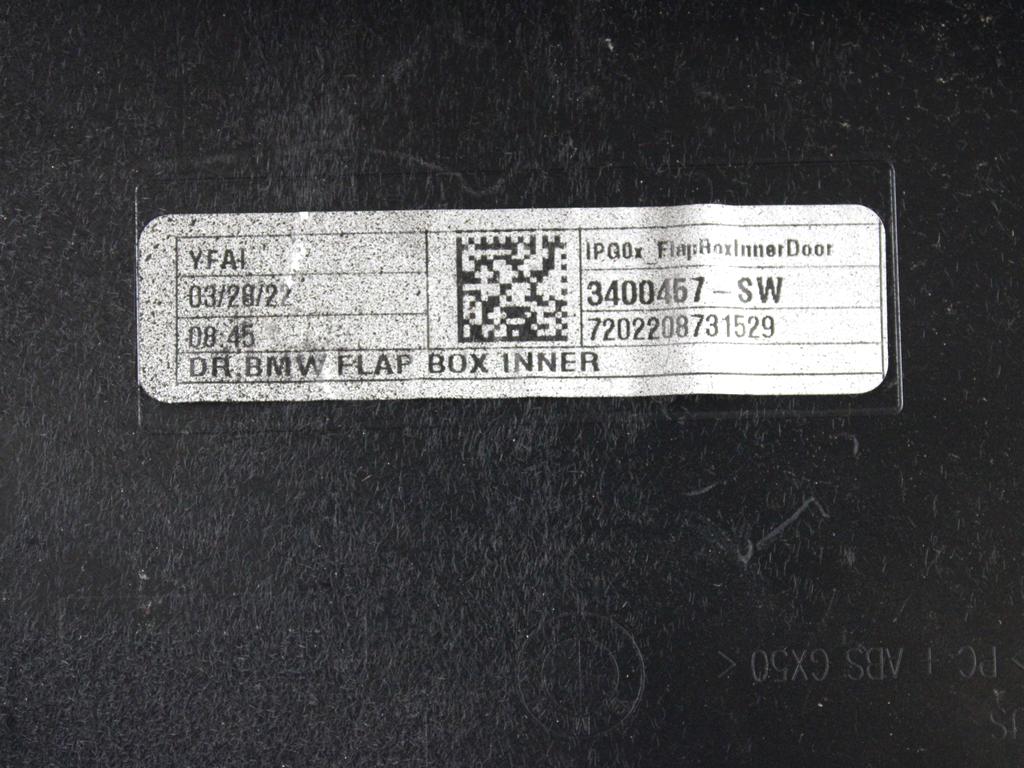 YFAI
03/28/22
08:45
IPG0x_FlapBoxInnerDoor
3400457-SW
7202208731529
DR,BMW FLAP BOX INNER
> PC + ABS GX50 <